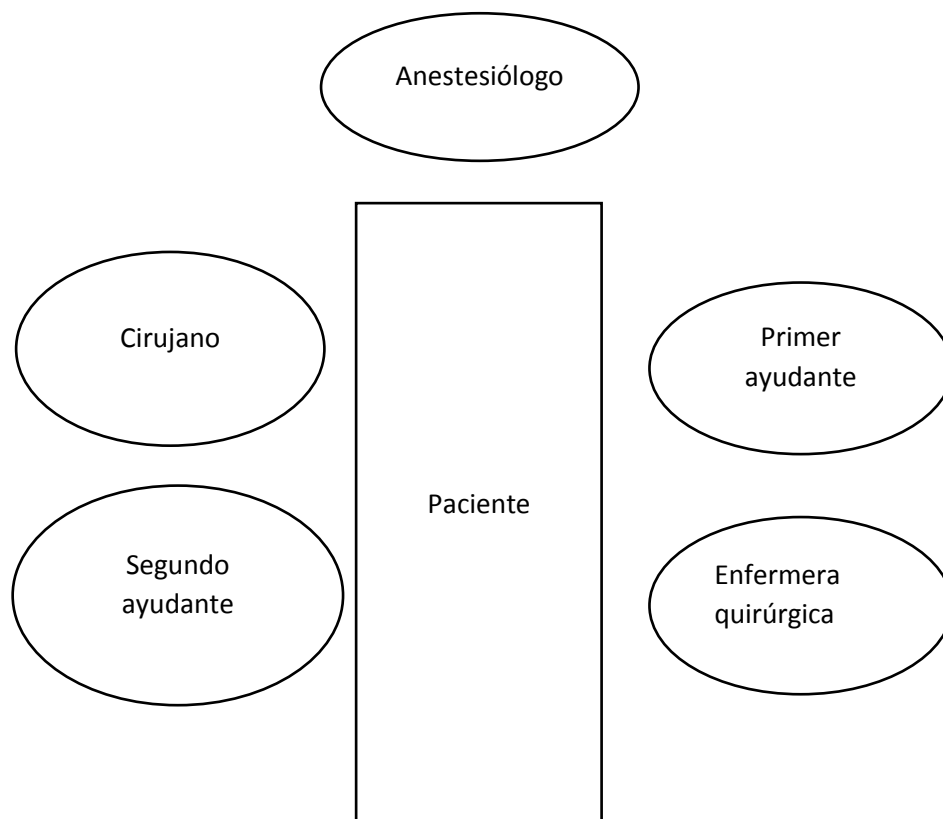 Anestesiólogo
Cirujano
Primer
ayudante
Paciente
Segundo
ayudante
Enfermera
quirúrgica